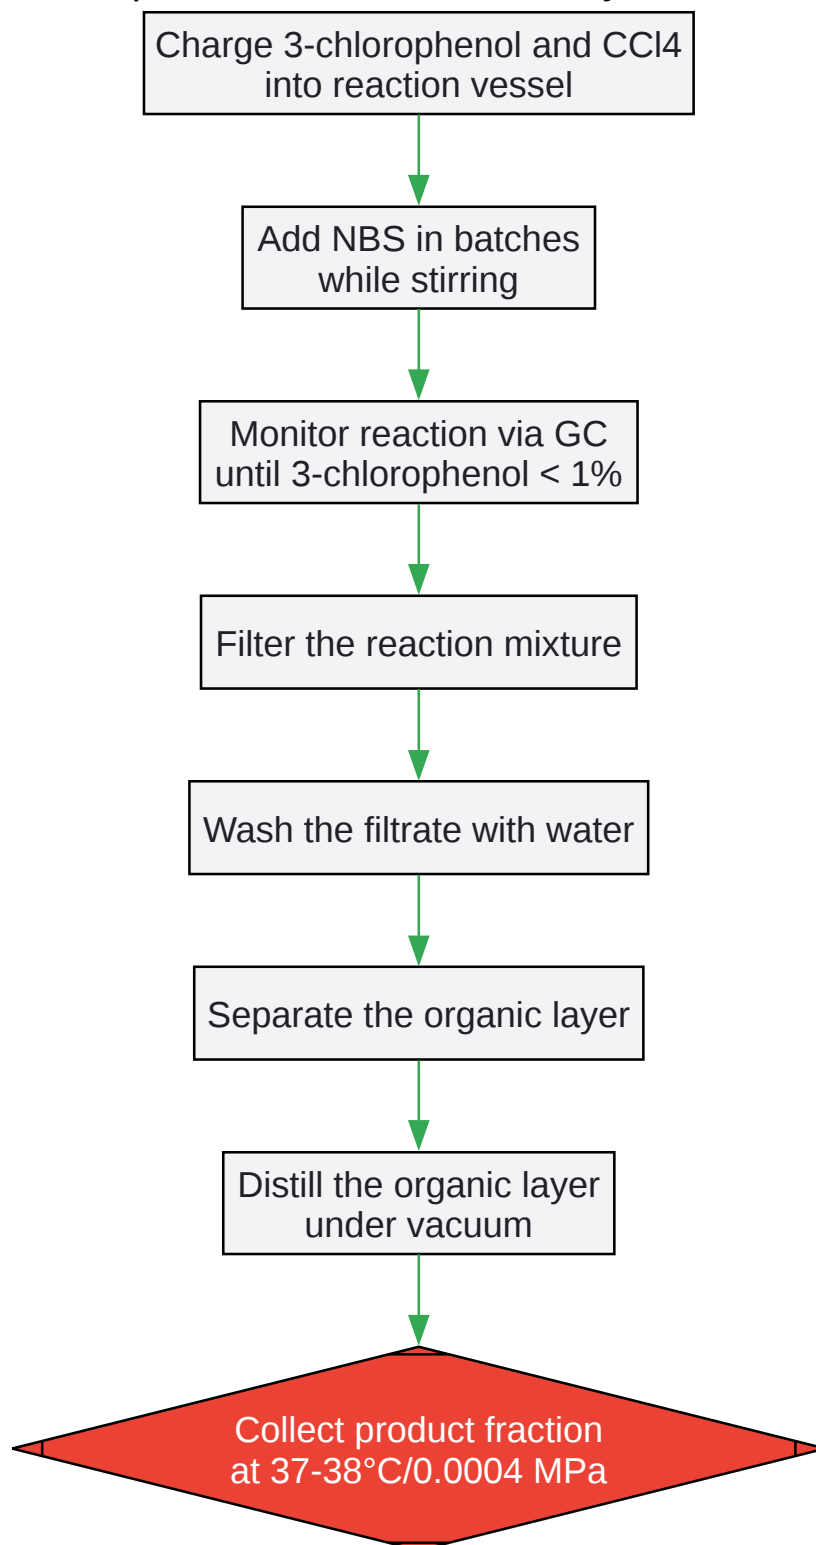 Charge 3-chlorophenol and CCl4
into reaction vessel
Add NBS in batches
while stirring
Monitor reaction via GC
until 3-chlorophenol < 1%
Filter the reaction mixture
Wash the filtrate with water
Separate the organic layer
Distill the organic layer
under vacuum
Collect product fraction
at 37-38°C/0.0004 MPa